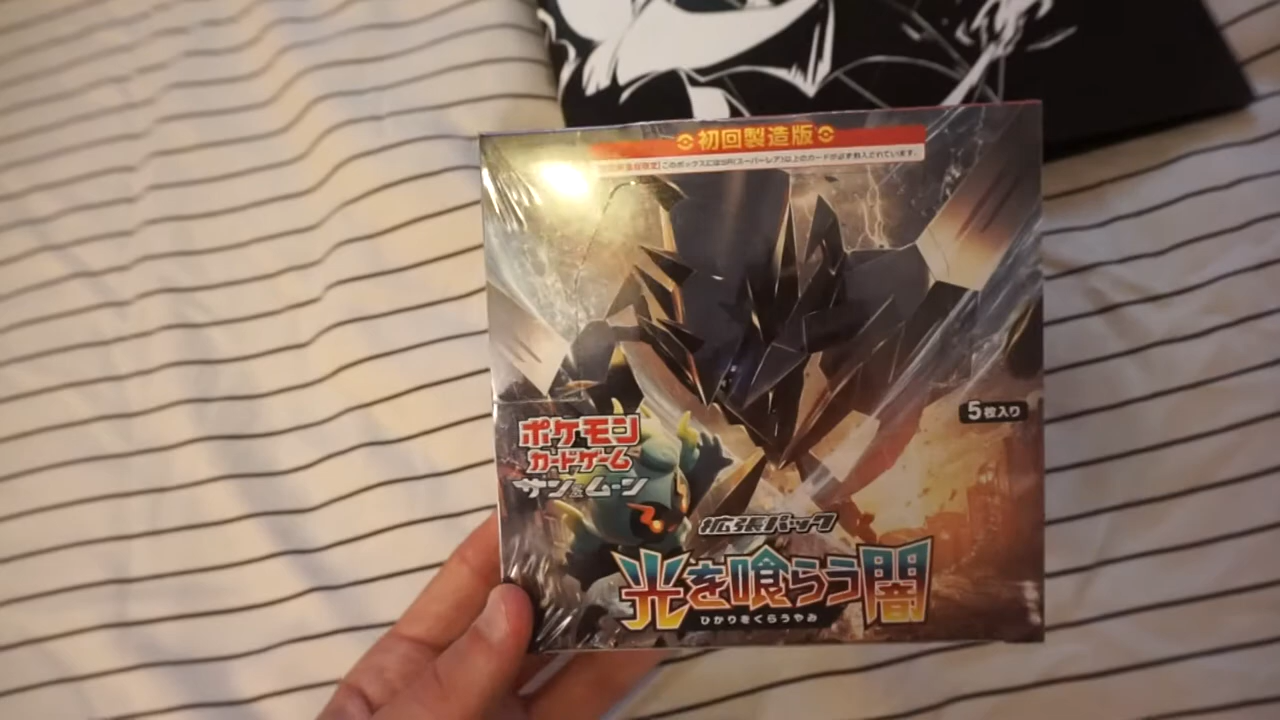 初回製造版
このボックスにはSR(スーパーレア)以上のカードが必ず封入されています。
5枚入り
ポケモン
カードゲーム
サン&ムーン
拡張パック
光を喰らう闇
ひかりをくらうやみ